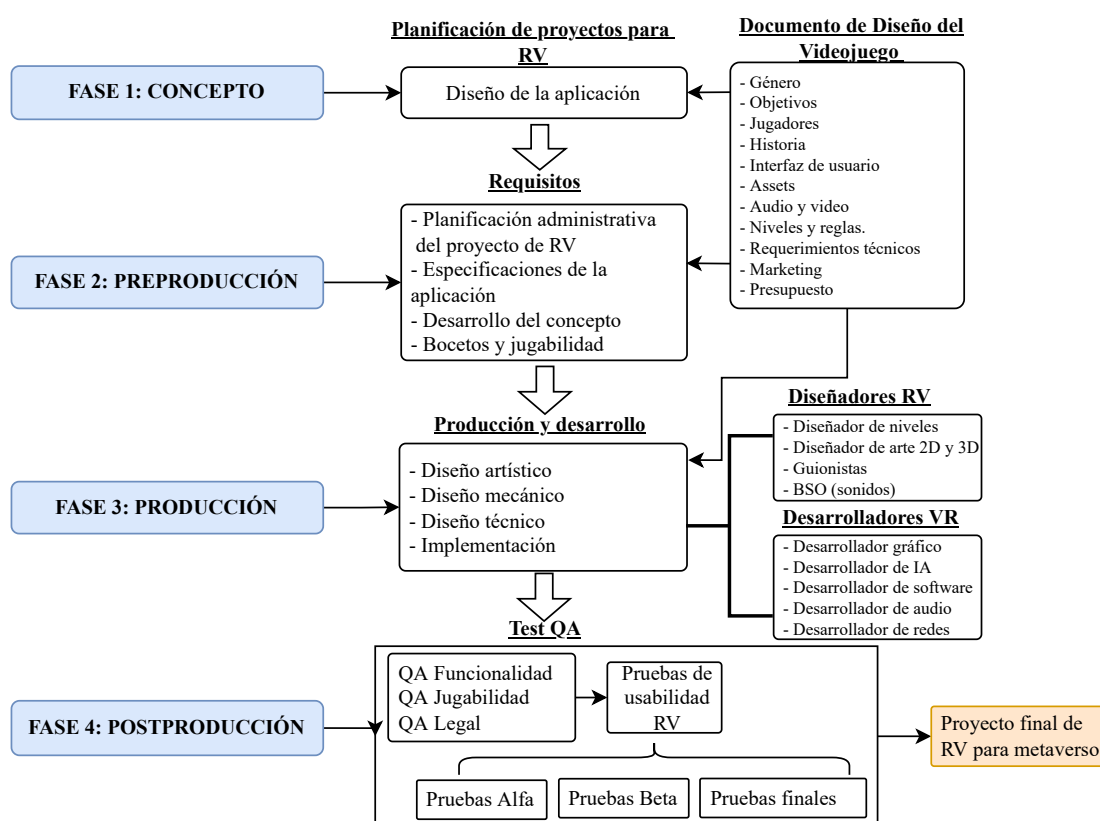 Planificación de proyectos para
RV
Documento de Diseño del
Videojuego
FASE 1: CONCEPTO
Diseño de la aplicación
- Género
- Objetivos
- Jugadores
- Historia
- Interfaz de usuario
- Assets
- Audio y video
- Niveles y reglas.
- Requerimientos técnicos
- Marketing
- Presupuesto
Requisitos
FASE 2: PREPRODUCCIÓN
- Planificación administrativa
del proyecto de RV
- Especificaciones de la
aplicación
- Desarrollo del concepto
- Bocetos y jugabilidad
Producción y desarrollo
FASE 3: PRODUCCIÓN
- Diseño artístico
- Diseño mecánico
- Diseño técnico
- Implementación
Diseñadores RV
- Diseñador de niveles
- Diseñador de arte 2D y 3D
- Guionistas
- BSO (sonidos)
Desarrolladores VR
- Desarrollador gráfico
- Desarrollador de IA
- Desarrollador de software
- Desarrollador de audio
- Desarrollador de redes
Test QA
FASE 4: POSTPRODUCCIÓN
QA Funcionalidad
QA Jugabilidad
QA Legal
Pruebas de
usabilidad
RV
Pruebas Alfa
Pruebas Beta
Pruebas finales
Proyecto final de
RV para metaverso